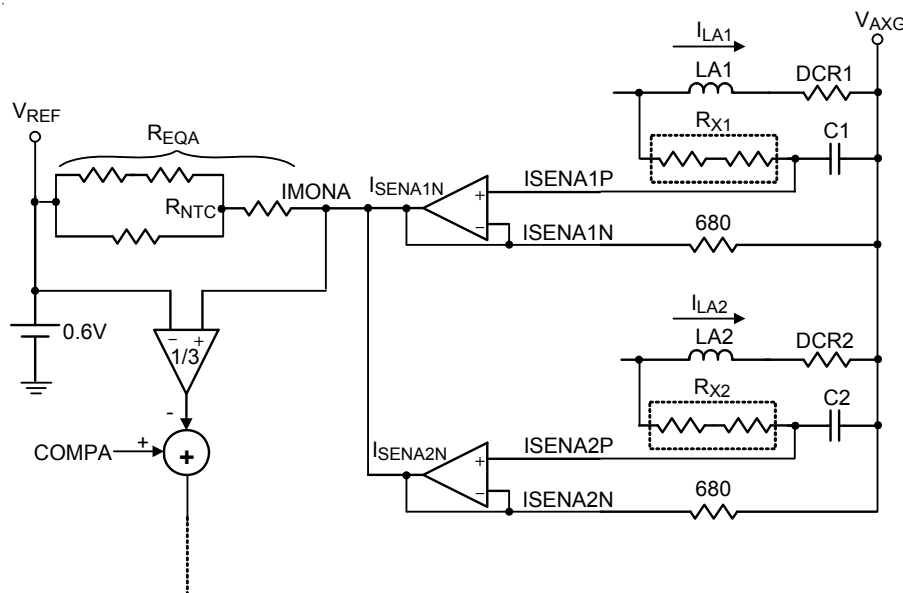 VAXG
ILA1
LA1
DCR1
VREF
RX1
C1
REQA
ISENA1P
ISENA1N
IMONA
RNTC
+
−
ISENA1N
680
ILA2
LA2
DCR2
0.6V
− +
1/3
RX2
C2
-
ISENA2P
ISENA2N
COMPA
+
+
+
−
680
ISENA2N